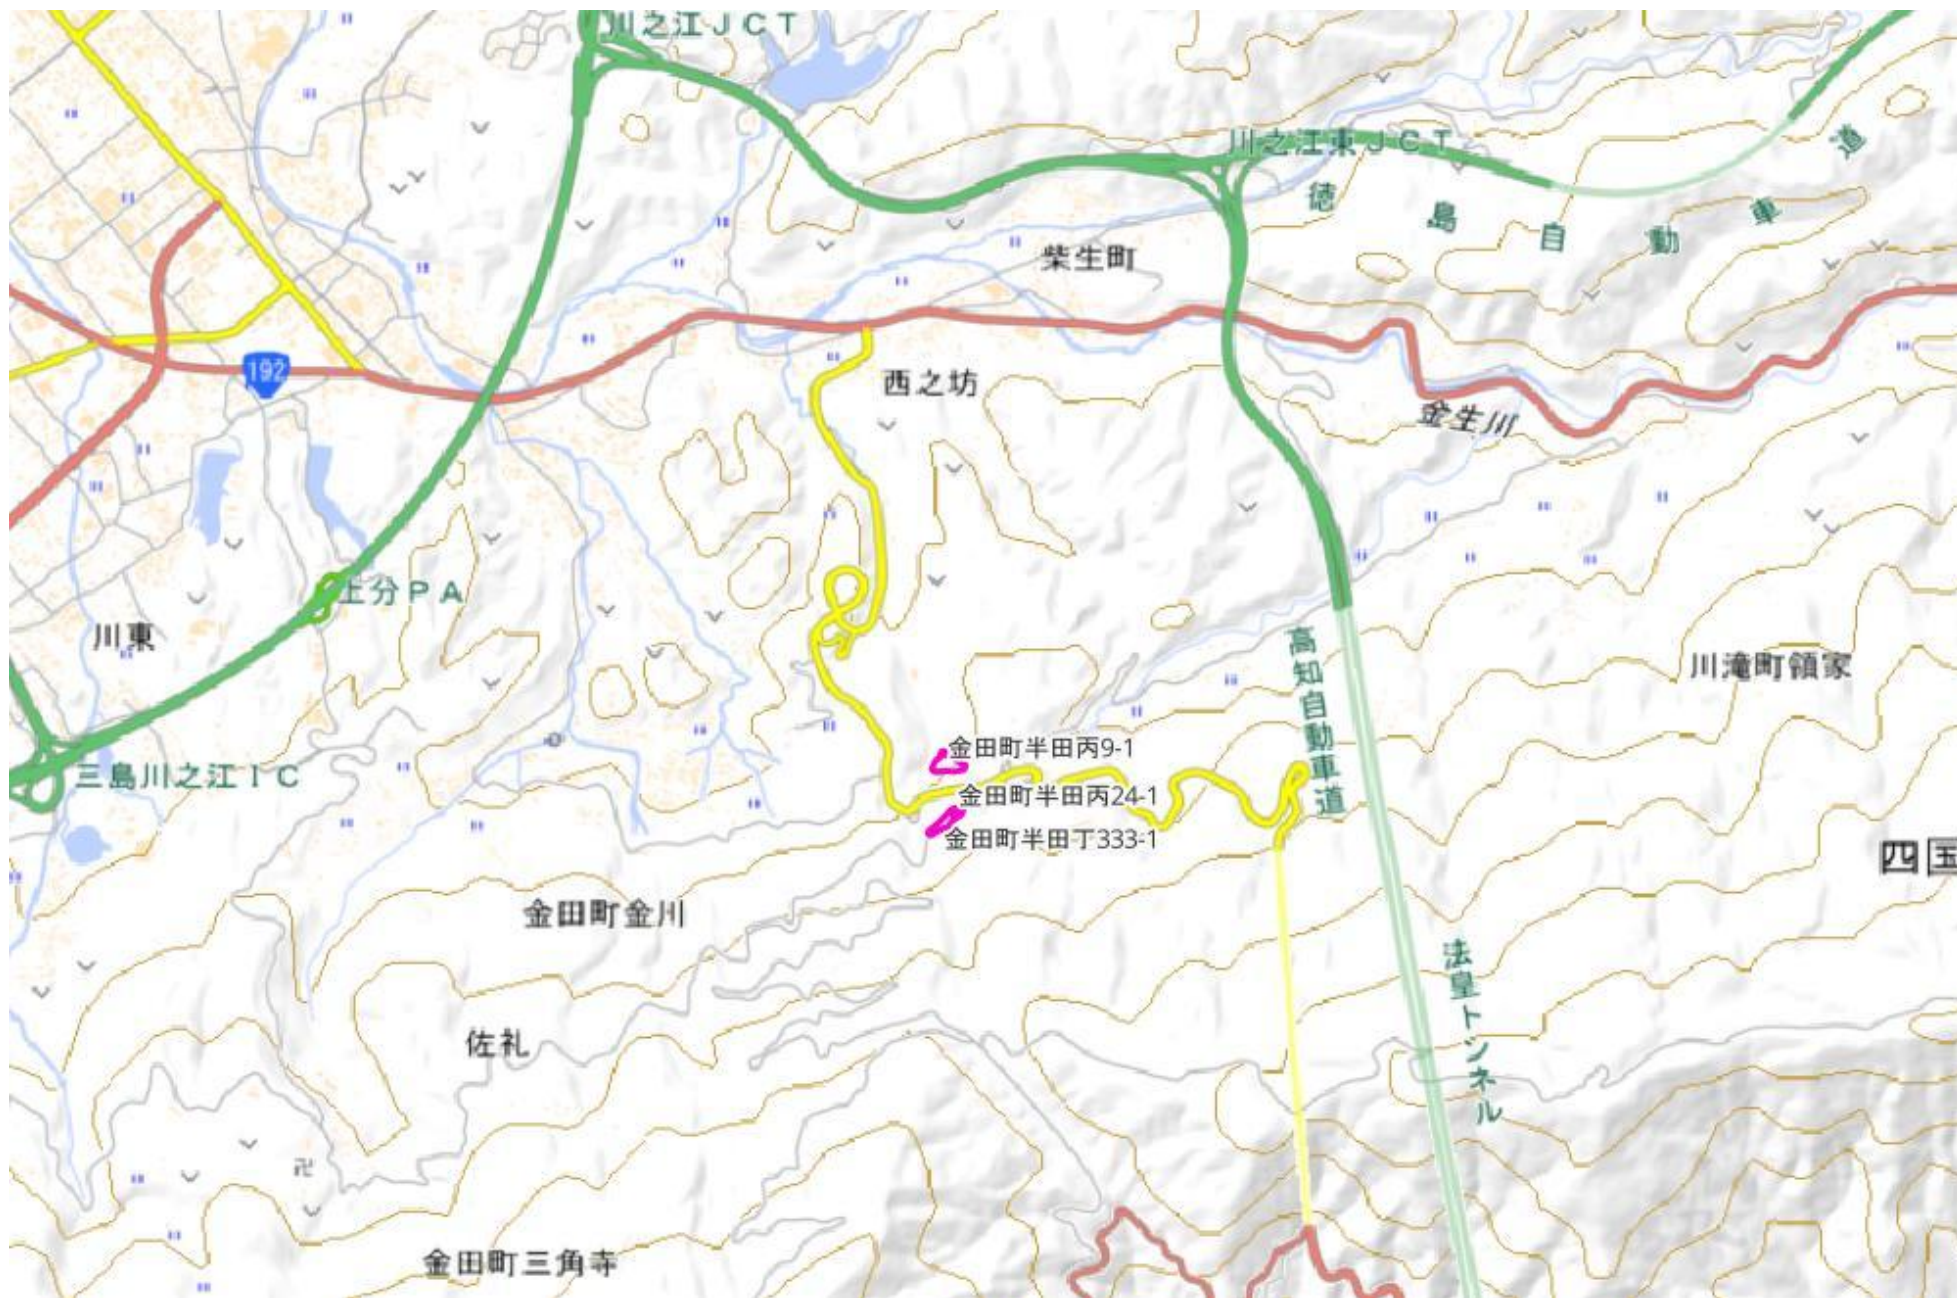 川之江JCT
川之江東JCT
徳島自動車道
柴生町
192
西之坊
金生川
上分PA
川東
高知自動車道
川滝町領家
金田町半田丙9-1
三島川之江IC
金田町半田丙24-1
金田町半田丁333-1
四国
金田町金川
法皇トンネル
佐礼
金田町三角寺